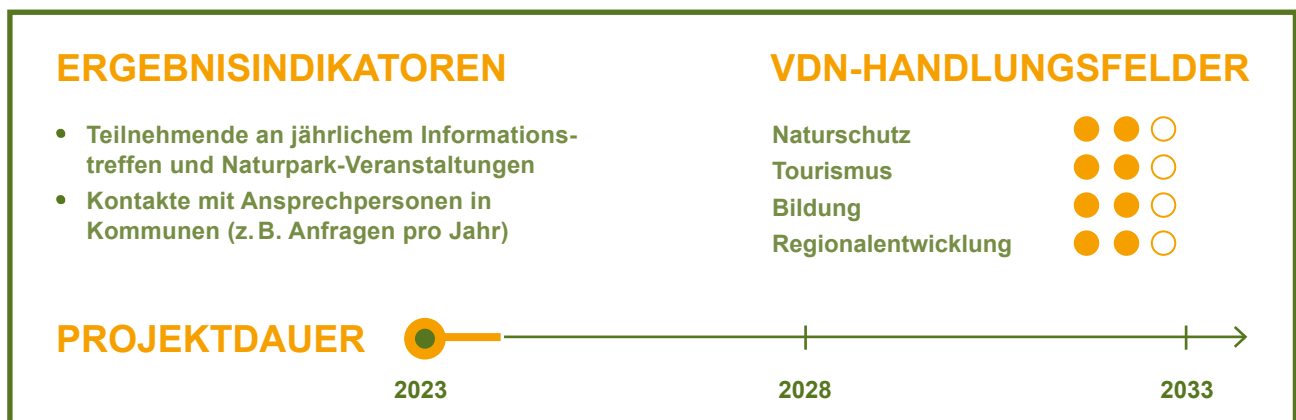 ERGEBNISINDIKATOREN
• Teilnehmende an jährlichem Informations-
treffen und Naturpark-Veranstaltungen
• Kontakte mit Ansprechpersonen in
Kommunen (z. B. Anfragen pro Jahr)
VDN-HANDLUNGSFELDER
Naturschutz
Tourismus
Bildung
Regionalentwicklung
PROJEKTDAUER
2023 2028 2033